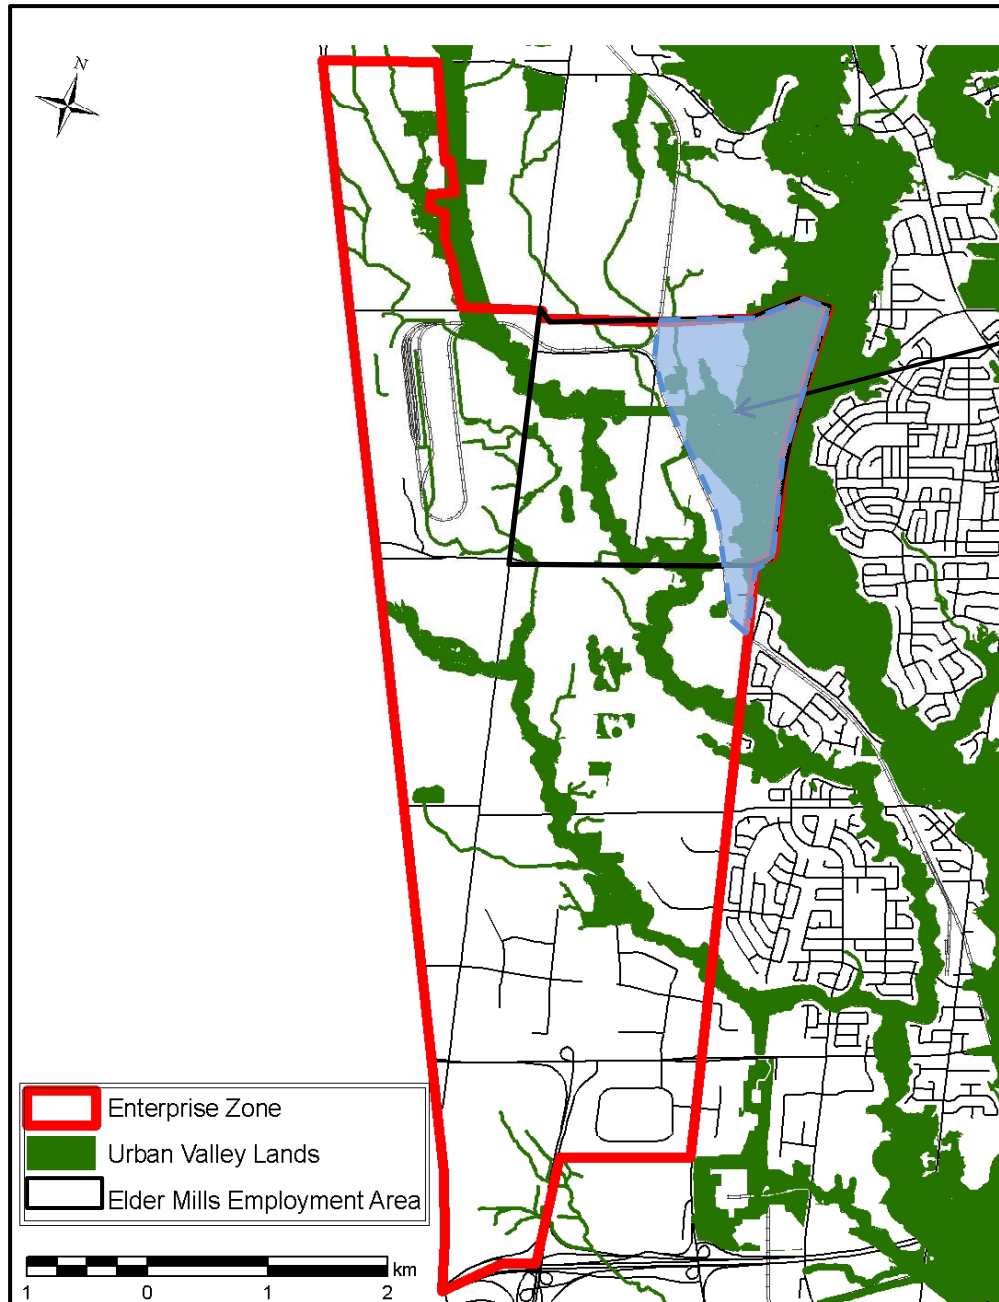 N
Enterprise Zone
Urban Valley Lands
Elder Mills Employment Area
km
1 0 1 2